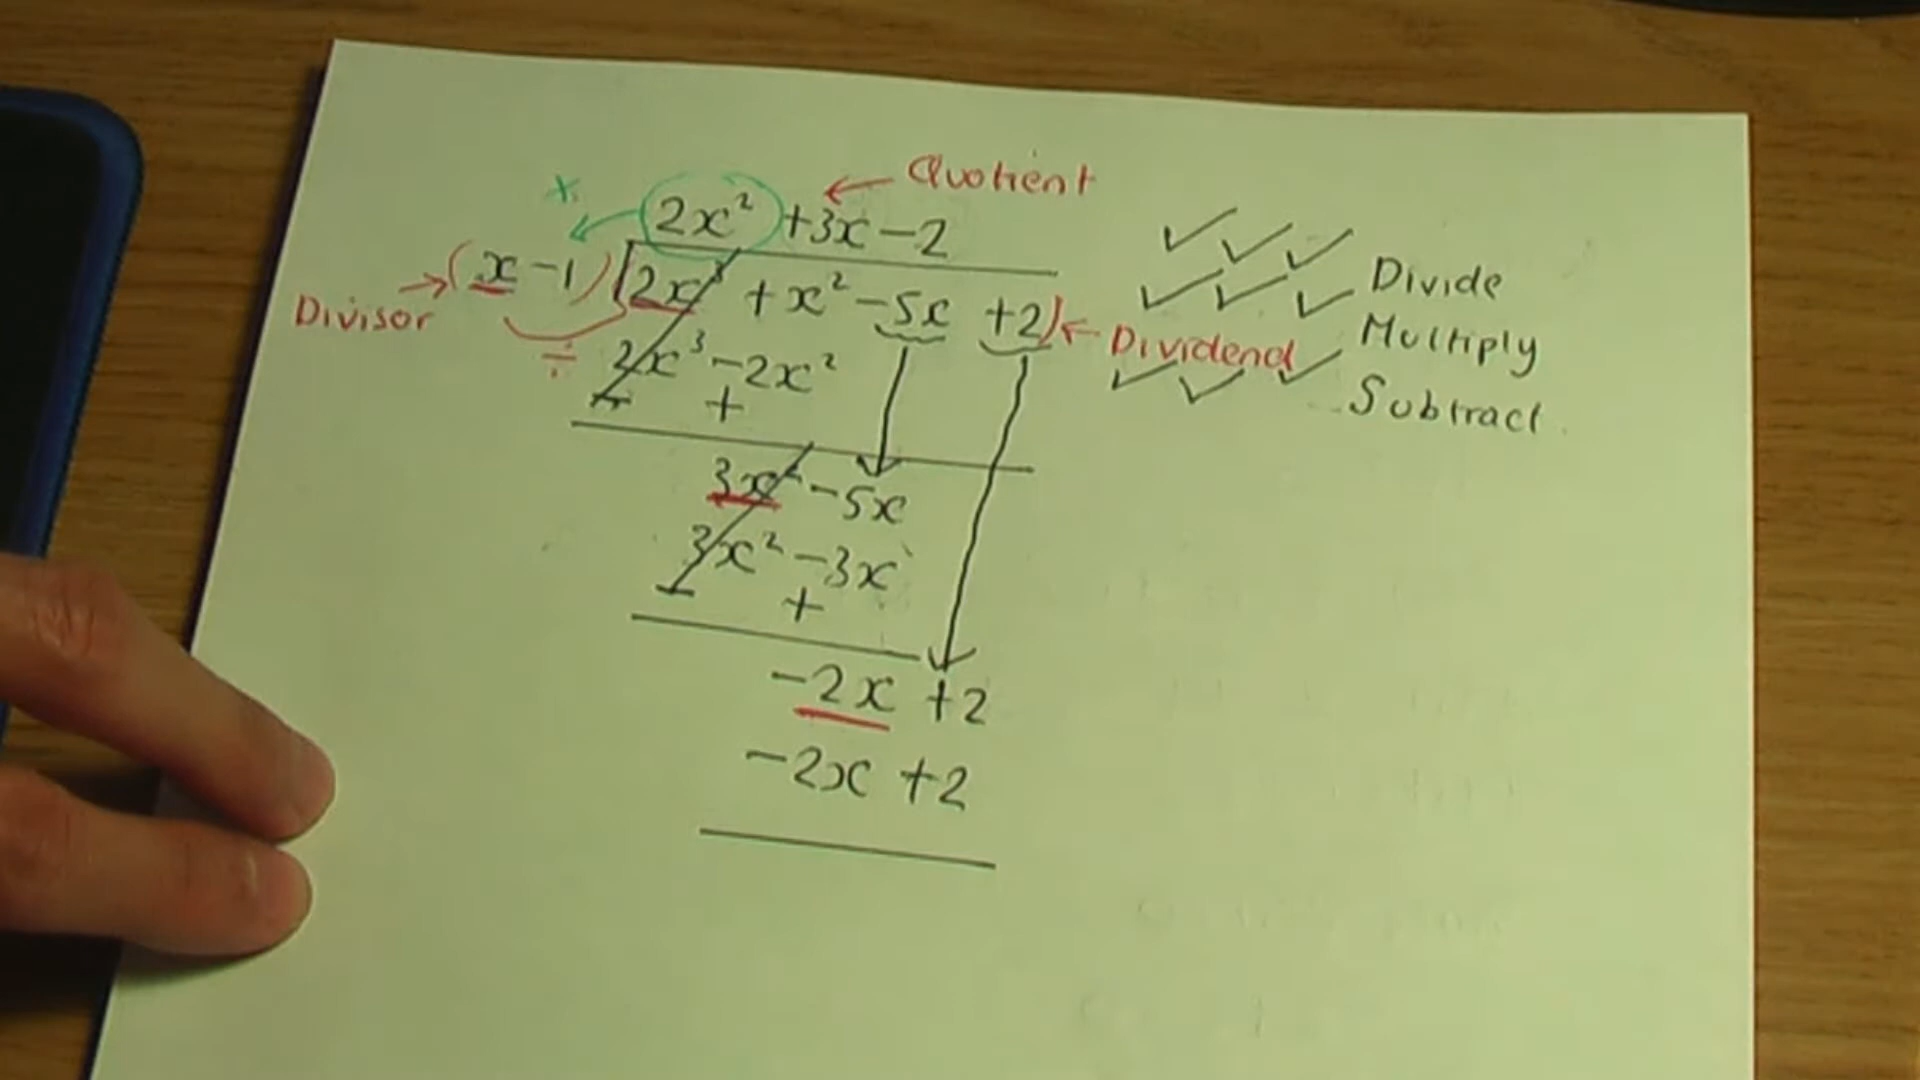 × 2x² +3x -2 ← Quotient
Divisor → (x -1) 2x³ + x² -5x +2) ← Dividend
÷ 2x³ -2x²
- +
3x² -5x
3x² -3x
- +
-2x +2
-2x +2
✓ ✓ ✓ Divide
✓ ✓ ✓ Multiply
✓ ✓ ✓ Subtract